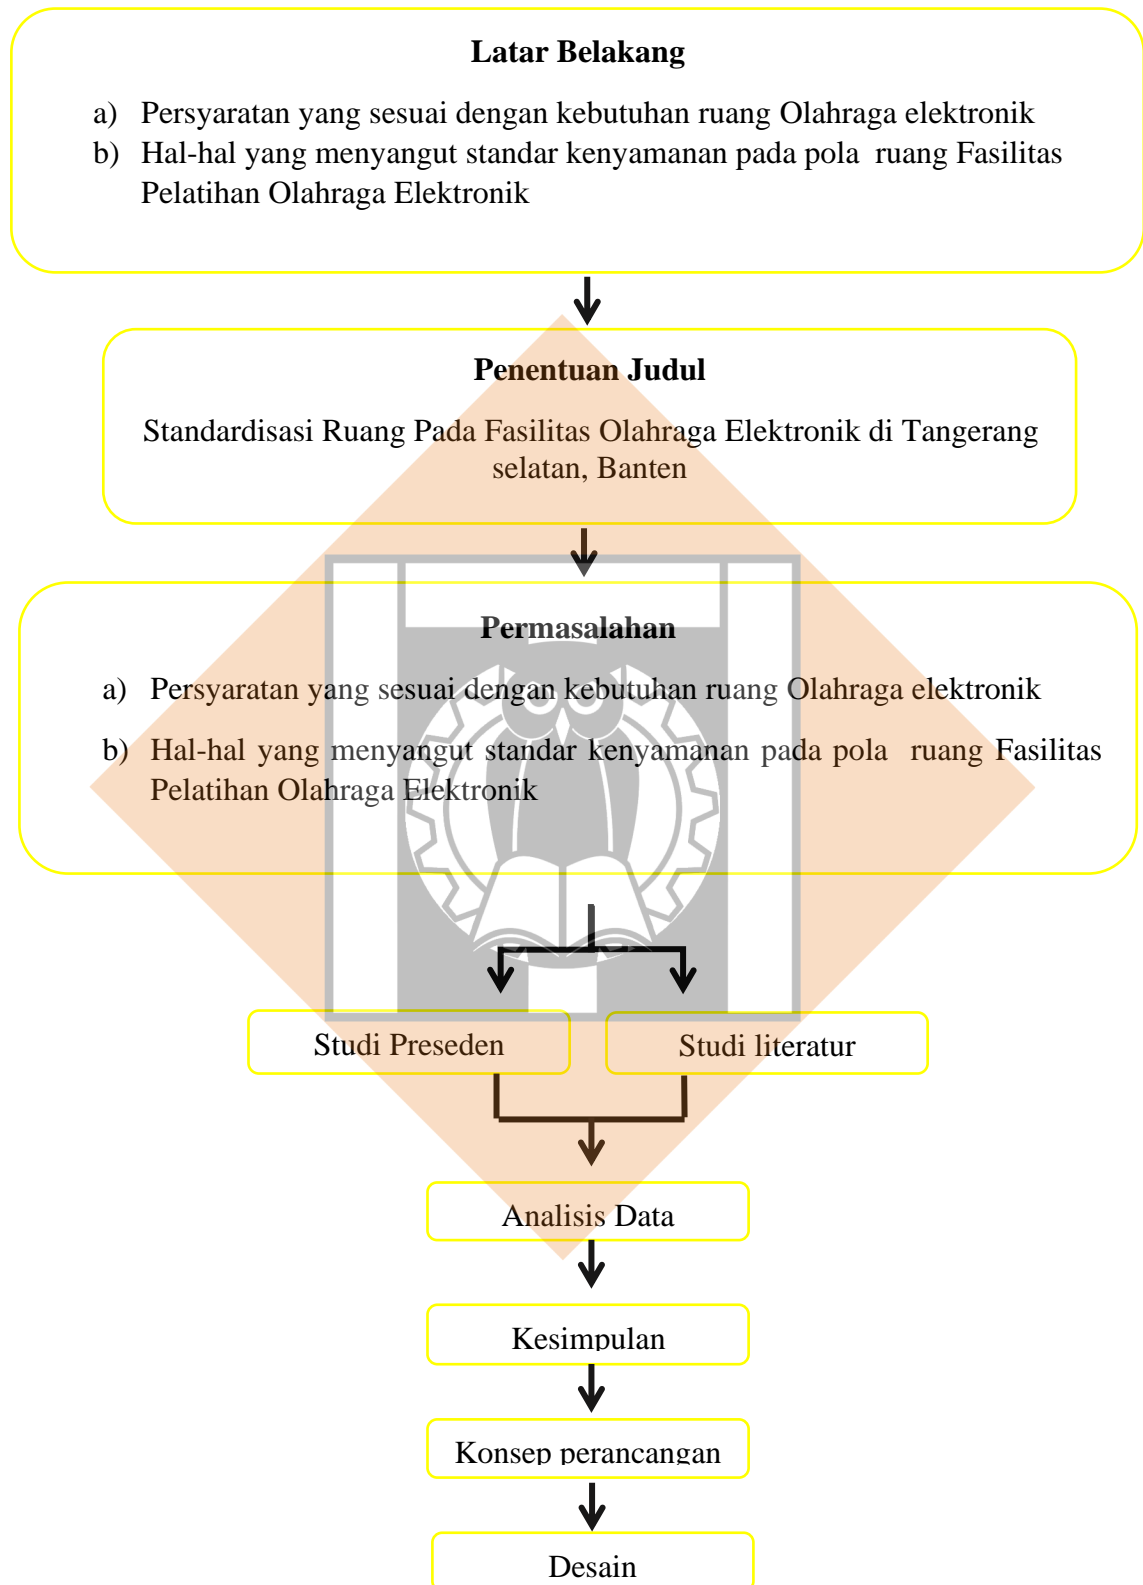 Latar Belakang
a) Persyaratan yang sesuai dengan kebutuhan ruang Olahraga elektronik
b) Hal-hal yang menyangut standar kenyamanan pada pola ruang Fasilitas
Pelatihan Olahraga Elektronik
Penentuan Judul
Standardisasi Ruang Pada Fasilitas Olahraga Elektronik di Tangerang
selatan, Banten
Permasalahan
a) Persyaratan yang sesuai dengan kebutuhan ruang Olahraga elektronik
b) Hal-hal yang menyangut standar kenyamanan pada pola ruang Fasilitas
Pelatihan Olahraga Elektronik
Studi Preseden
Studi literatur
Analisis Data
Kesimpulan
Konsep perancangan
Desain